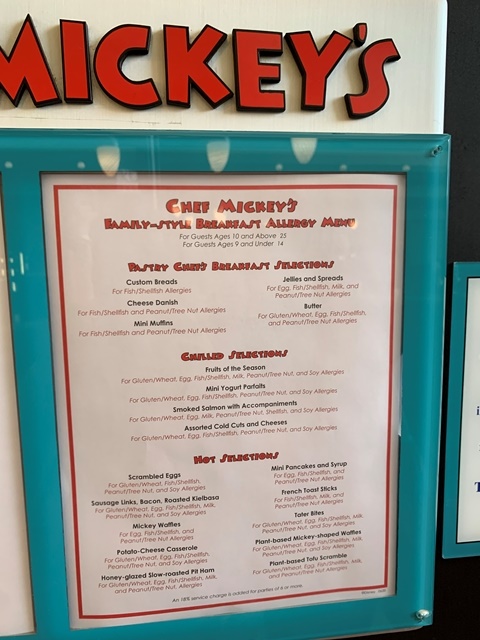 MICKEY'S
CHEF MICKEY'S
FAMILY-STYLE BREAKFAST ALLERGY MENU
For Guests Ages 10 and Above 25
For Guests Ages 9 and Under 14
PASTRY CHEF'S BREAKFAST SELECTIONS
Custom Breads
For Fish/Shellfish Allergies
Cheese Danish
For Fish/Shellfish and Peanut/Tree Nut Allergies
Mini Muffins
For Fish/Shellfish and Peanut/Tree Nut Allergies
Jellies and Spreads
For Egg, Fish/Shellfish, Milk, and
Peanut/Tree Nut Allergies
Butter
For Gluten/Wheat, Egg, Fish/Shellfish,
and Peanut/Tree Nut Allergies
CHILLED SELECTIONS
Fruits of the Season
For Gluten/Wheat, Egg, Fish/Shellfish, Milk, Peanut/Tree Nut, and Soy Allergies
Mini Yogurt Parfaits
For Gluten/Wheat, Egg, Fish/Shellfish, Peanut/Tree Nut, and Soy Allergies
Smoked Salmon with Accompaniments
For Gluten/Wheat, Egg, Milk, Peanut/Tree Nut, Shellfish, and Soy Allergies
Assorted Cold Cuts and Cheeses
For Gluten/Wheat, Egg, Fish/Shellfish, Peanut/Tree Nut, and Soy Allergies
HOT SELECTIONS
Scrambled Eggs
For Gluten/Wheat, Fish/Shellfish,
Peanut/Tree Nut, and Soy Allergies
Sausage Links, Bacon, Roasted Kielbasa
For Gluten/Wheat, Egg, Fish/Shellfish, Milk,
Peanut/Tree Nut, and Soy Allergies
Mickey Waffles
For Egg, Fish/Shellfish, and
Peanut/Tree Nut Allergies
Potato-Cheese Casserole
For Gluten/Wheat, Egg, Fish/Shellfish,
Peanut/Tree Nut, and Soy Allergies
Honey-glazed Slow-roasted Pit Ham
For Gluten/Wheat, Egg, Fish/Shellfish, Milk,
and Peanut/Tree Nut Allergies
Mini Pancakes and Syrup
For Egg, Fish/Shellfish, and
Peanut/Tree Nut Allergies
French Toast Sticks
For Fish/Shellfish, Milk, and
Peanut/Tree Nut Allergies
Tater Bites
For Gluten/Wheat, Egg, Fish/Shellfish, Milk,
Peanut/Tree Nut, and Soy Allergies
Plant-based Mickey-shaped Waffles
For Gluten/Wheat, Egg, Fish/Shellfish, Milk,
Peanut/Tree Nut, and Soy Allergies
Plant-based Tofu Scramble
For Gluten/Wheat, Egg, Fish/Shellfish, Milk,
and Peanut/Tree Nut Allergies
An 18% service charge is added for parties of 6 or more.